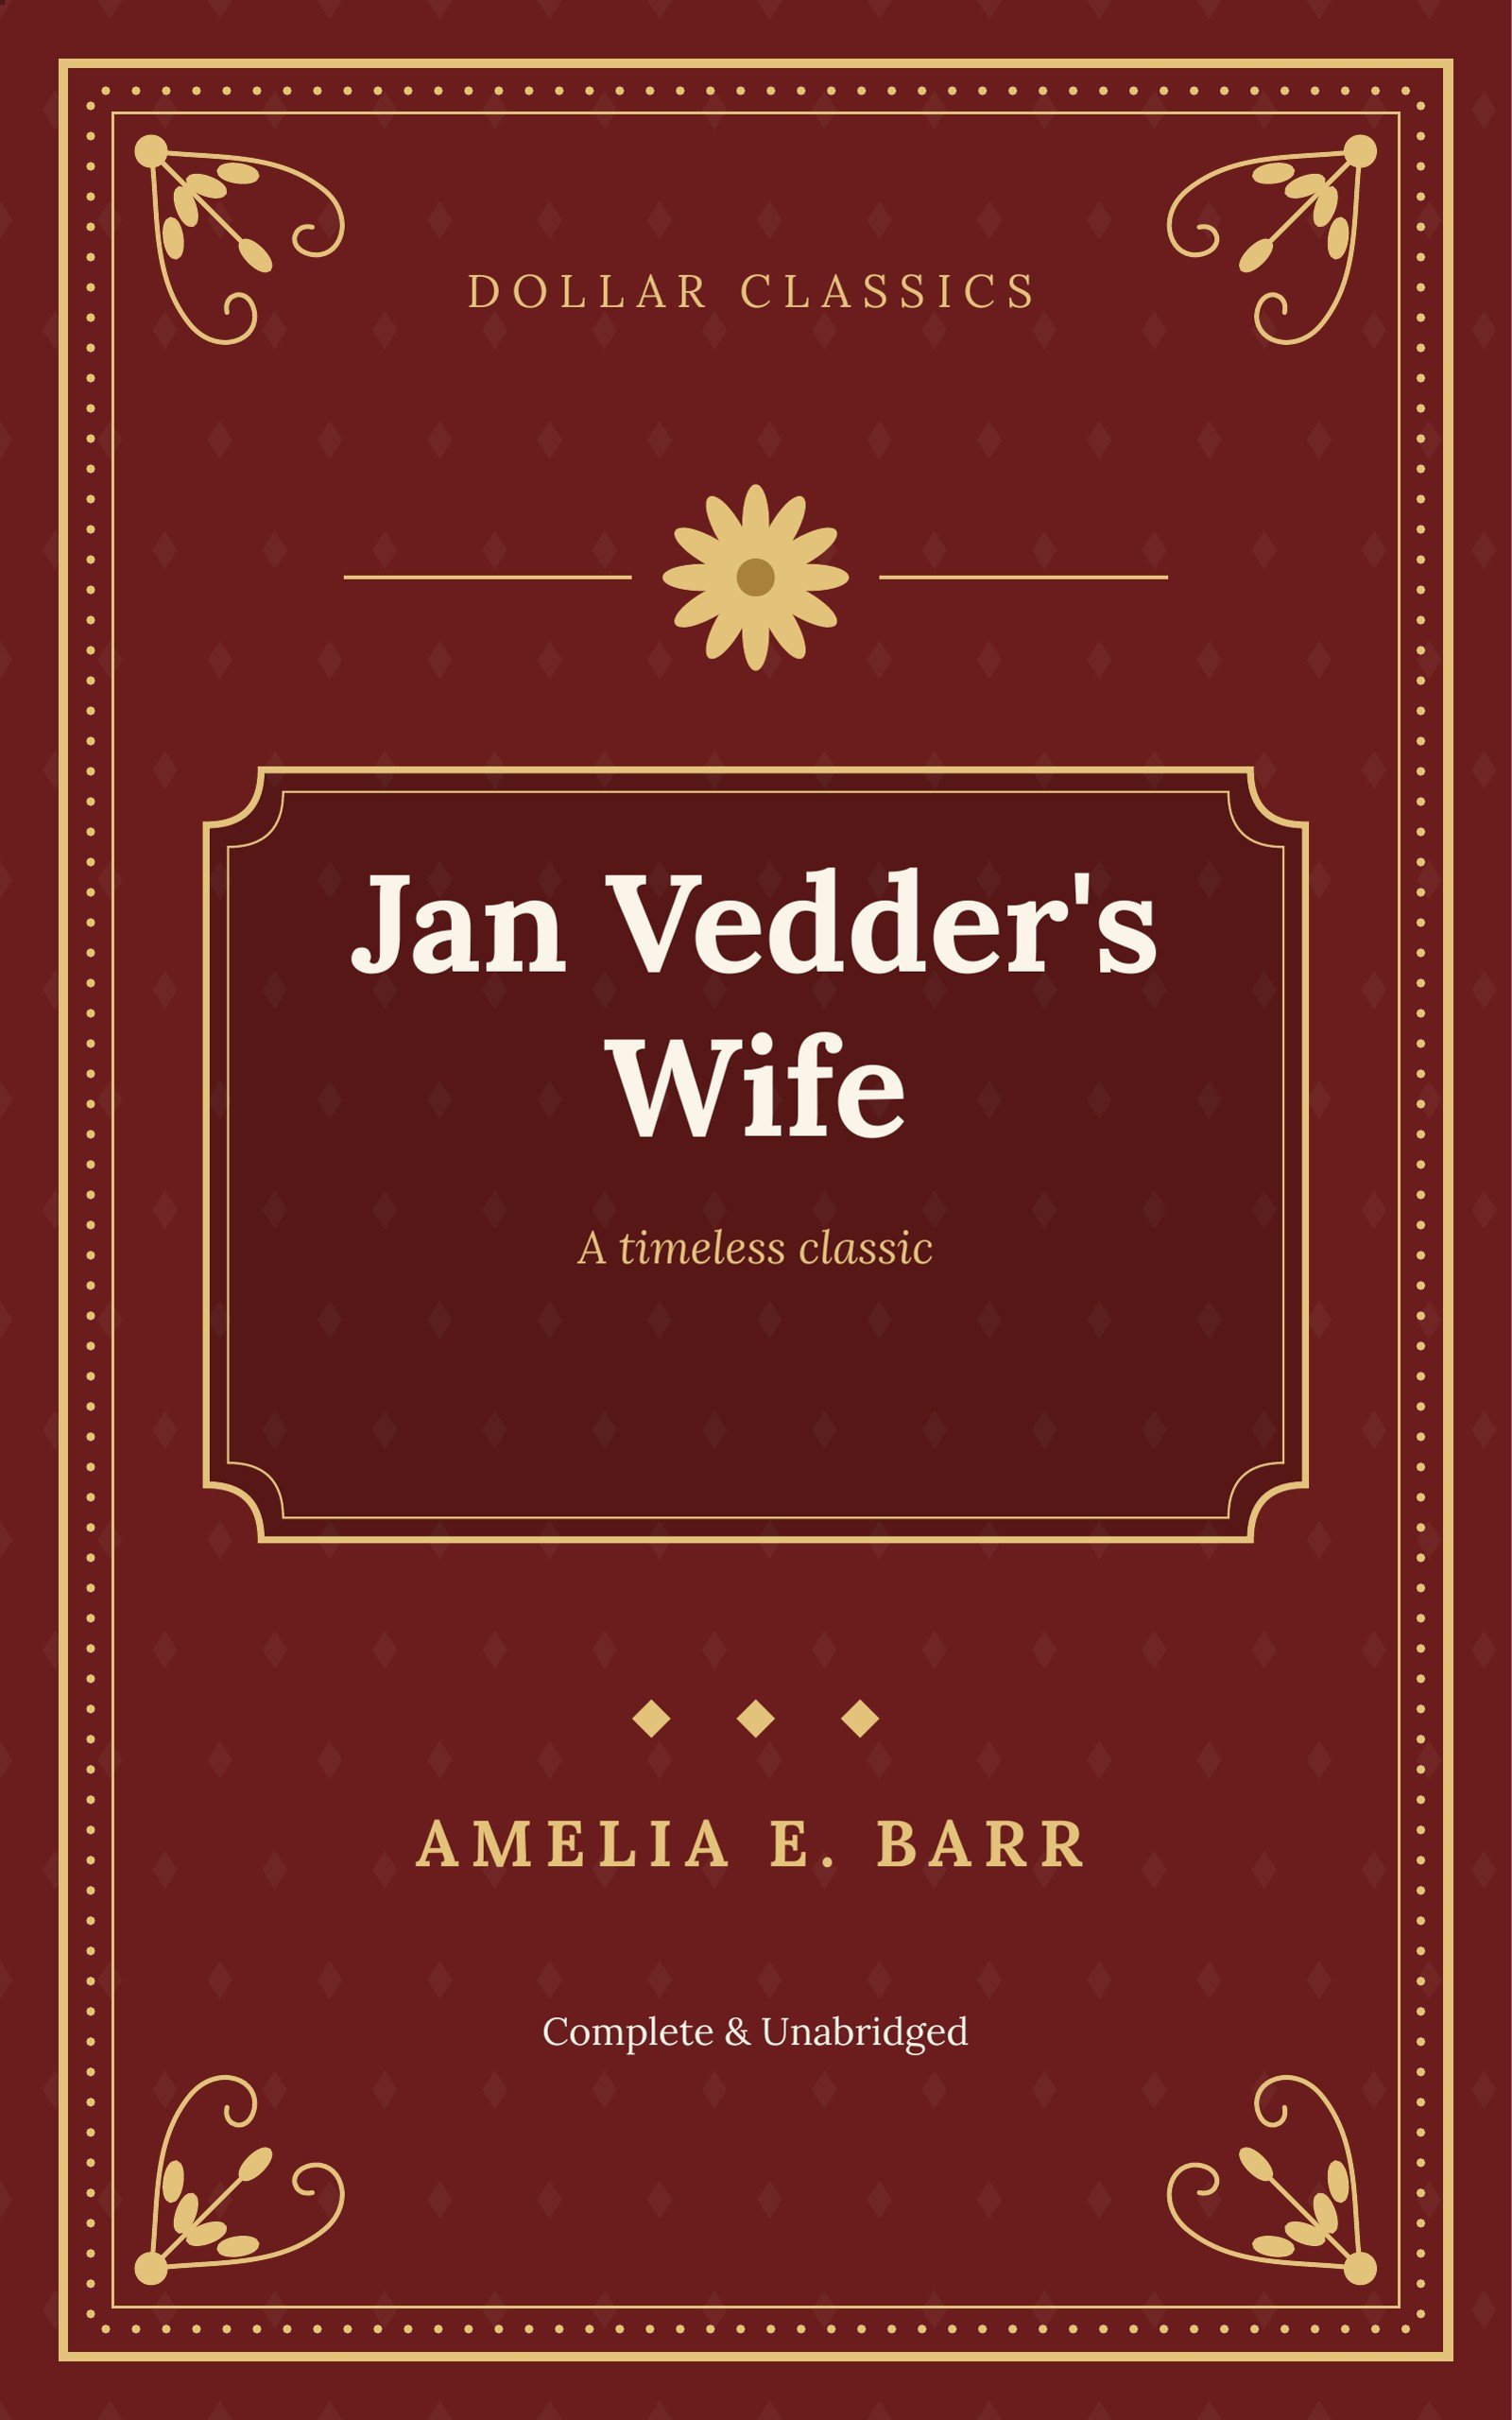 DOLLAR CLASSICS
Jan Vedder's
Wife
A timeless classic
AMELIA E. BARR
Complete & Unabridged